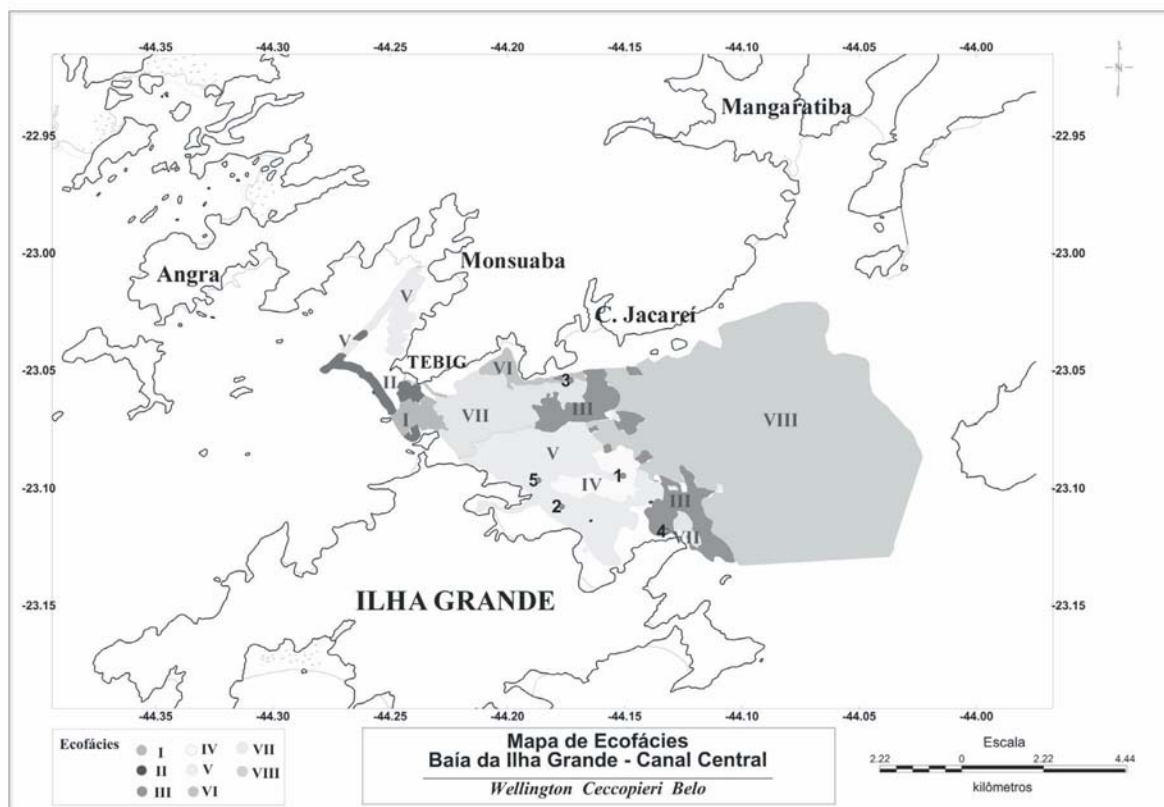 -44.35 -44.30 -44.25 -44.20 -44.15 -44.10 -44.05 -44.00
N
Mangaratiba
-22.95 -22.95
-23.00 -23.00
Angra
Monsuaba
V
C. Jacareí
V
-23.05 TEBIG VI 3 -23.05
II
I VII III VIII
V
5 IV 1
-23.10 III -23.10
2
4 VII
ILHA GRANDE
-23.15 -23.15
-44.35 -44.30 -44.25 -44.20 -44.15 -44.10 -44.05 -44.00
Ecofácies
I IV VII
II V VIII
III VI
Mapa de Ecofácies
Baía da Ilha Grande - Canal Central
Wellington Ceccopieri Belo
Escala
2.22 0 2.22 4.44
kilômetros